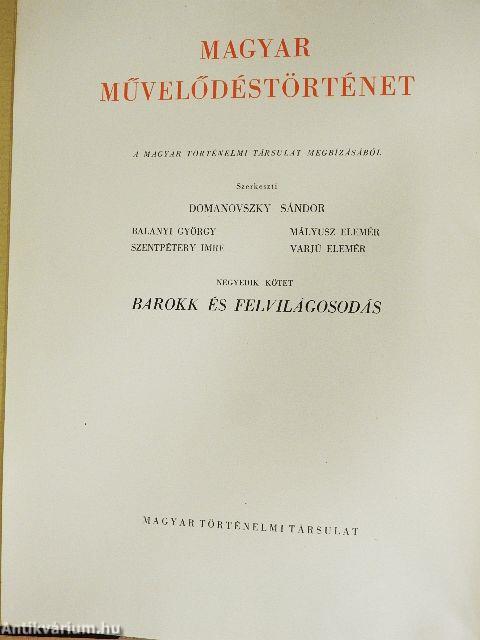 MAGYAR
MŰVELŐDÉSTÖRTÉNET
A MAGYAR TÖRTÉNELMI TÁRSULAT MEGBÍZÁSÁBÓL
Szerkeszti
DOMANOVSZKY SÁNDOR
BALANYI GYÖRGY MÁLYUSZ ELEMÉR
SZENTPÉTERY IMRE VARJÚ ELEMÉR
NEGYEDIK KÖTET
BAROKK ÉS FELVILÁGOSODÁS
MAGYAR TÖRTÉNELMI TÁRSULAT
Antikvárium.hu